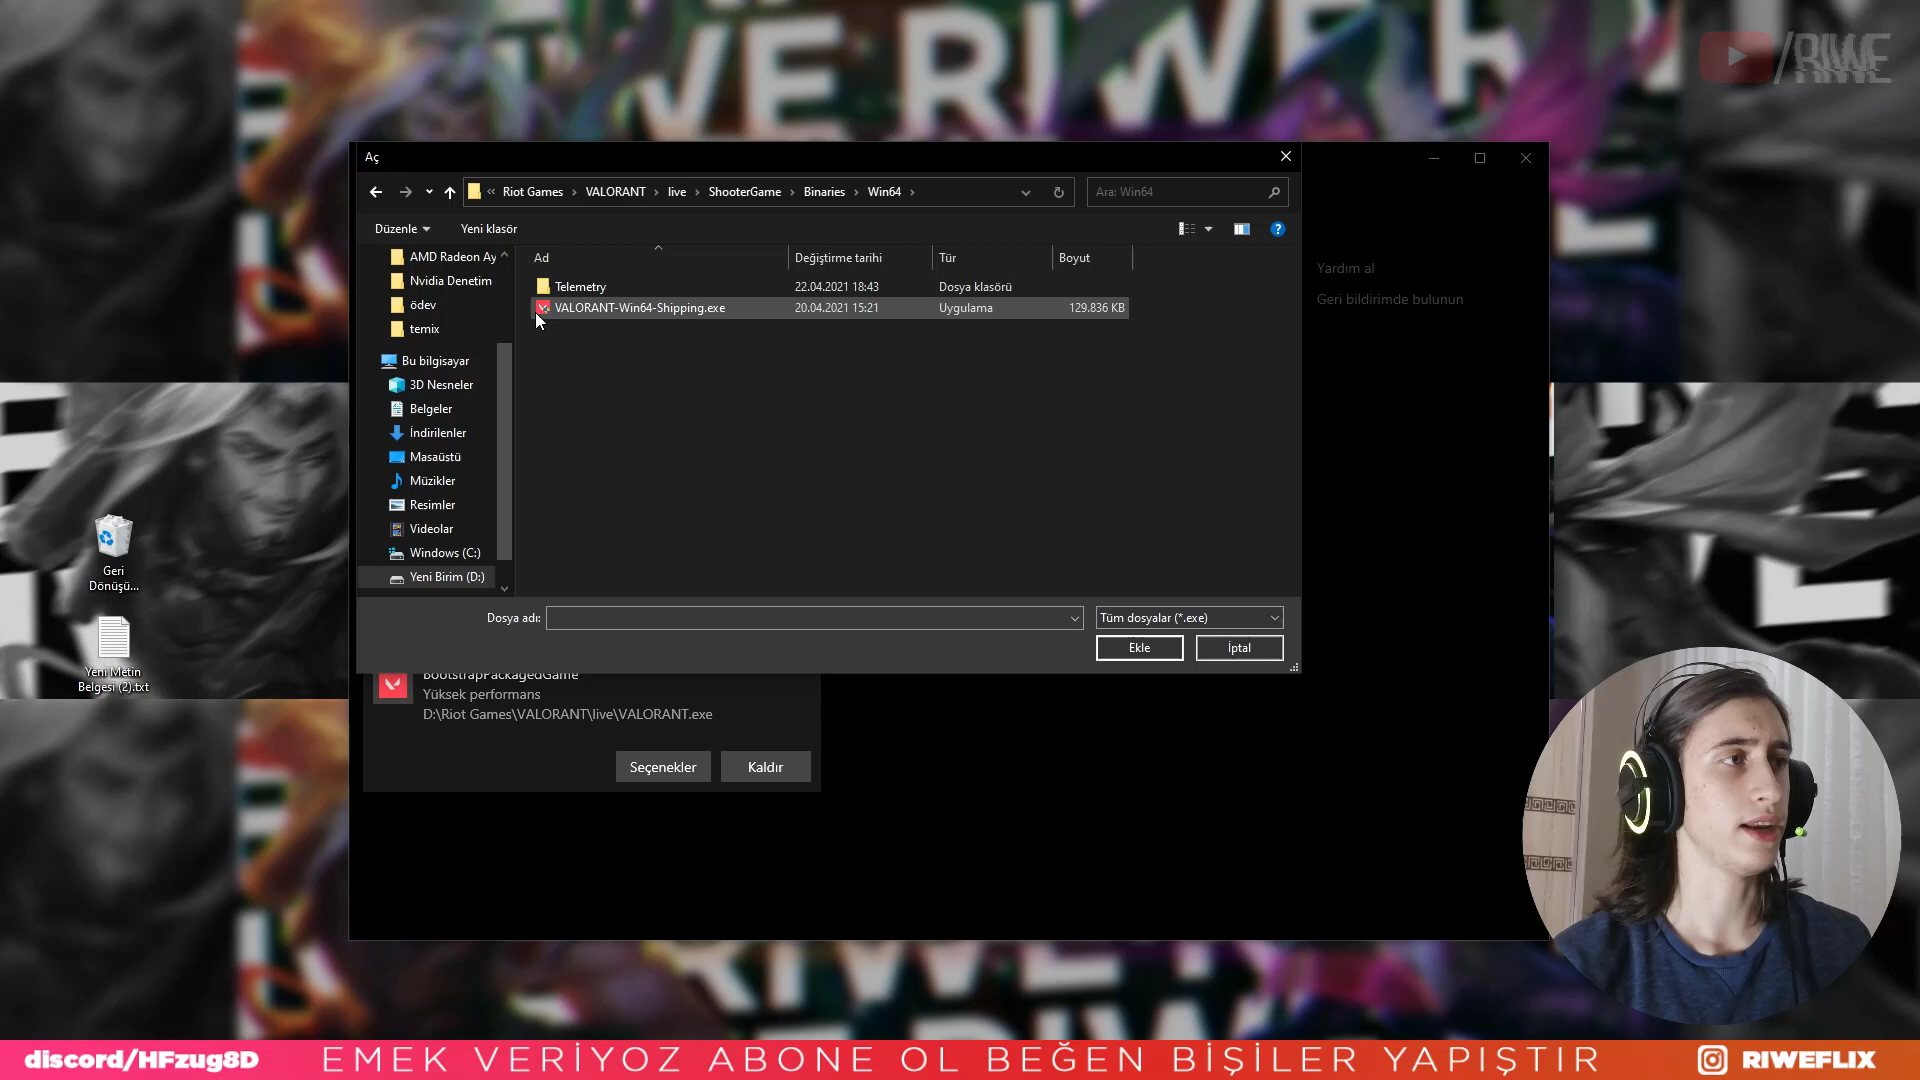 VE RIWE R
/RIWE
Aç
« Riot Games › VALORANT › live › ShooterGame › Binaries › Win64 ›
Ara: Win64
Düzenle
Yeni klasör
Ad
Değiştirme tarihi
Tür
Boyut
Telemetry
22.04.2021 18:43
Dosya klasörü
VALORANT-Win64-Shipping.exe
20.04.2021 15:21
Uygulama
129.836 KB
AMD Radeon Ay
Nvidia Denetim
ödev
temix
Bu bilgisayar
3D Nesneler
Belgeler
İndirilenler
Masaüstü
Müzikler
Resimler
Videolar
Windows (C:)
Yeni Birim (D:)
Yardım al
Geri bildirimde bulunun
Dosya adı:
Tüm dosyalar (*.exe)
Ekle
İptal
BootstrapPackagedGame
Yüksek performans
D:\Riot Games\VALORANT\live\VALORANT.exe
Seçenekler
Kaldır
Geri
Dönüşü...
Yeni Metin
Belgesi (2).txt
discord/HFzug8D
EMEK VERİYOZ ABONE OL BEĞEN BİŞİLER YAPIŞTIR
RIWEFLIX